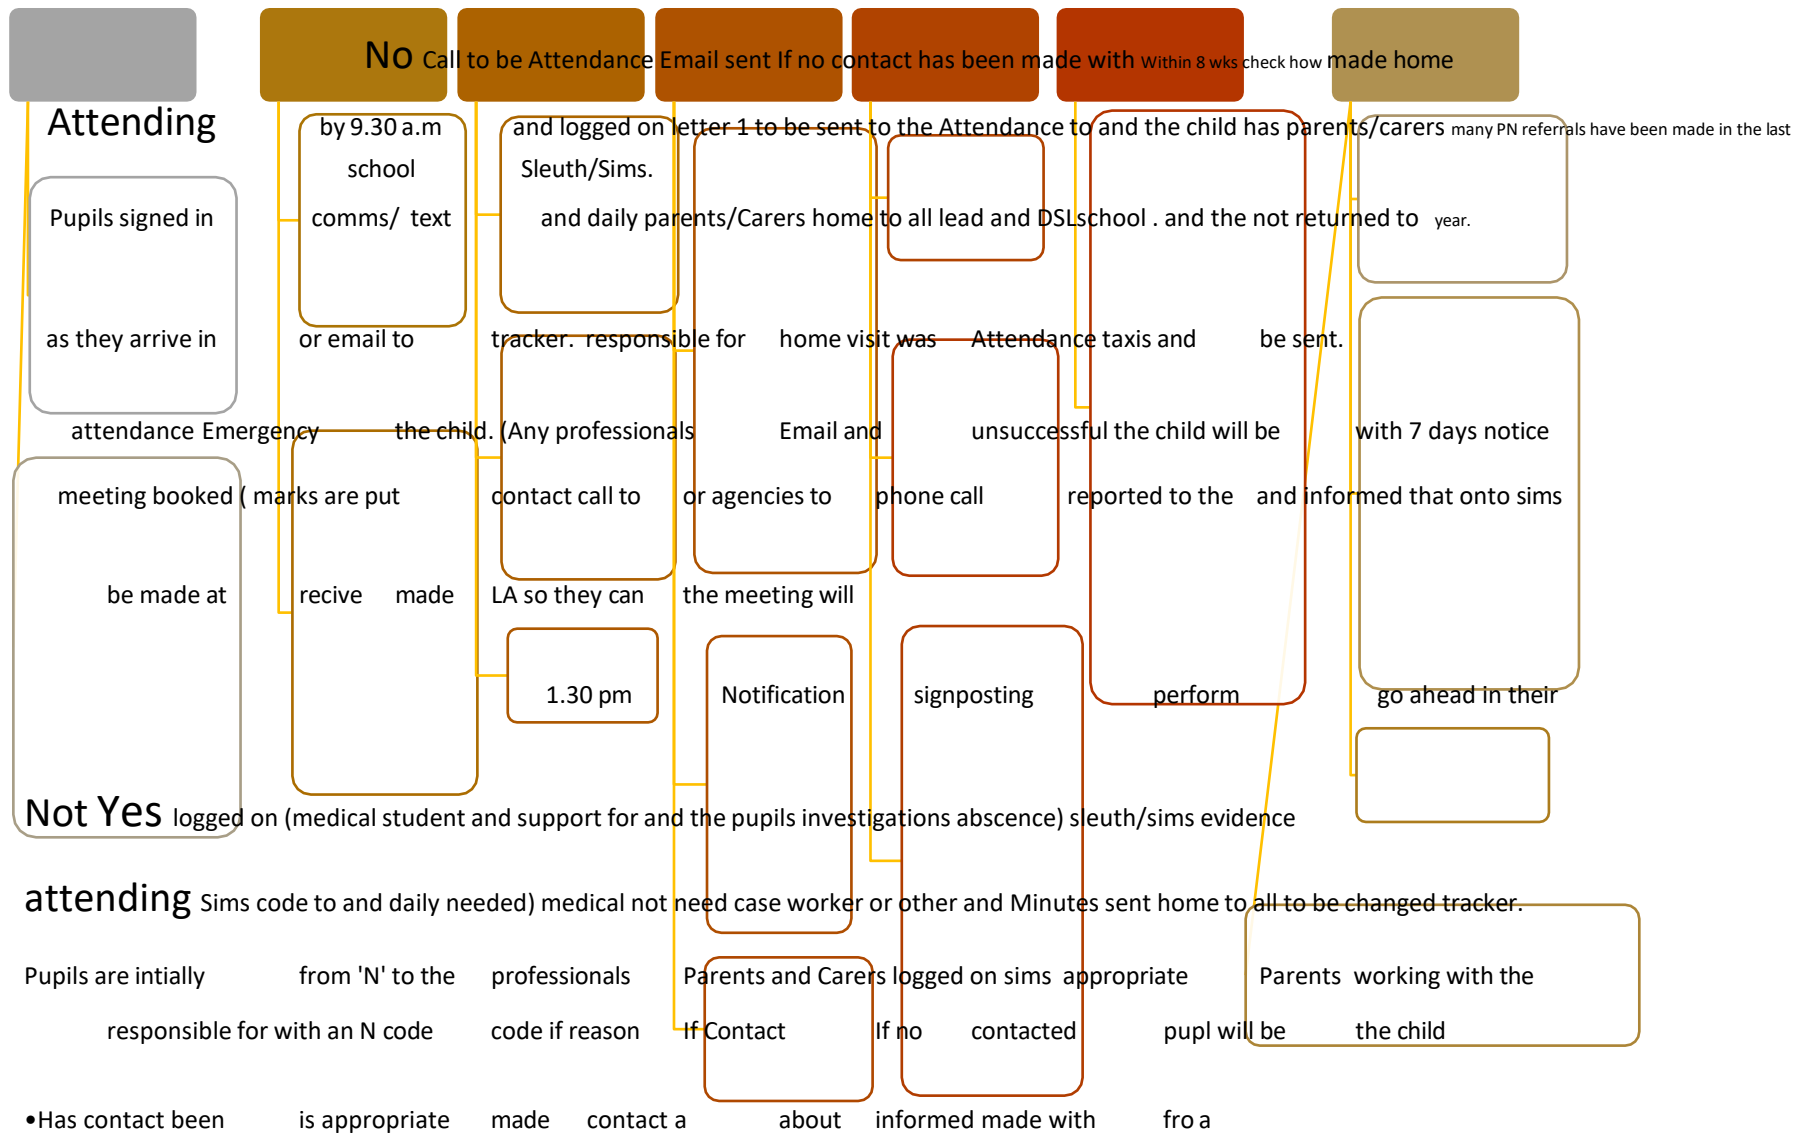 No Call to be Attendance Email sent If no contact has been made with Within 8 wks check how made home
Attending by 9.30 a.m and logged on letter 1 to be sent to the Attendance to and the child has parents/carers many PN referrals have been made in the last
school Sleuth/Sims.
Pupils signed in comms/ text and daily parents/Carers home to all lead and DSLschool . and the not returned to year.
as they arrive in or email to tracker. responsible for home visit was Attendance taxis and be sent.
attendance Emergency the child. (Any professionals Email and unsuccessful the child will be with 7 days notice
meeting booked ( marks are put contact call to or agencies to phone call reported to the and informed that onto sims
be made at recive made LA so they can the meeting will
1.30 pm Notification signposting perform go ahead in their
Not Yes logged on (medical student and support for and the pupils investigations abscence) sleuth/sims evidence
attending Sims code to and daily needed) medical not need case worker or other and Minutes sent home to all to be changed tracker.
Pupils are intially from 'N' to the professionals Parents and Carers logged on sims appropriate Parents working with the
responsible for with an N code code if reason If Contact If no contacted pupl will be the child
•Has contact been is appropriate made contact a about informed made with fro a